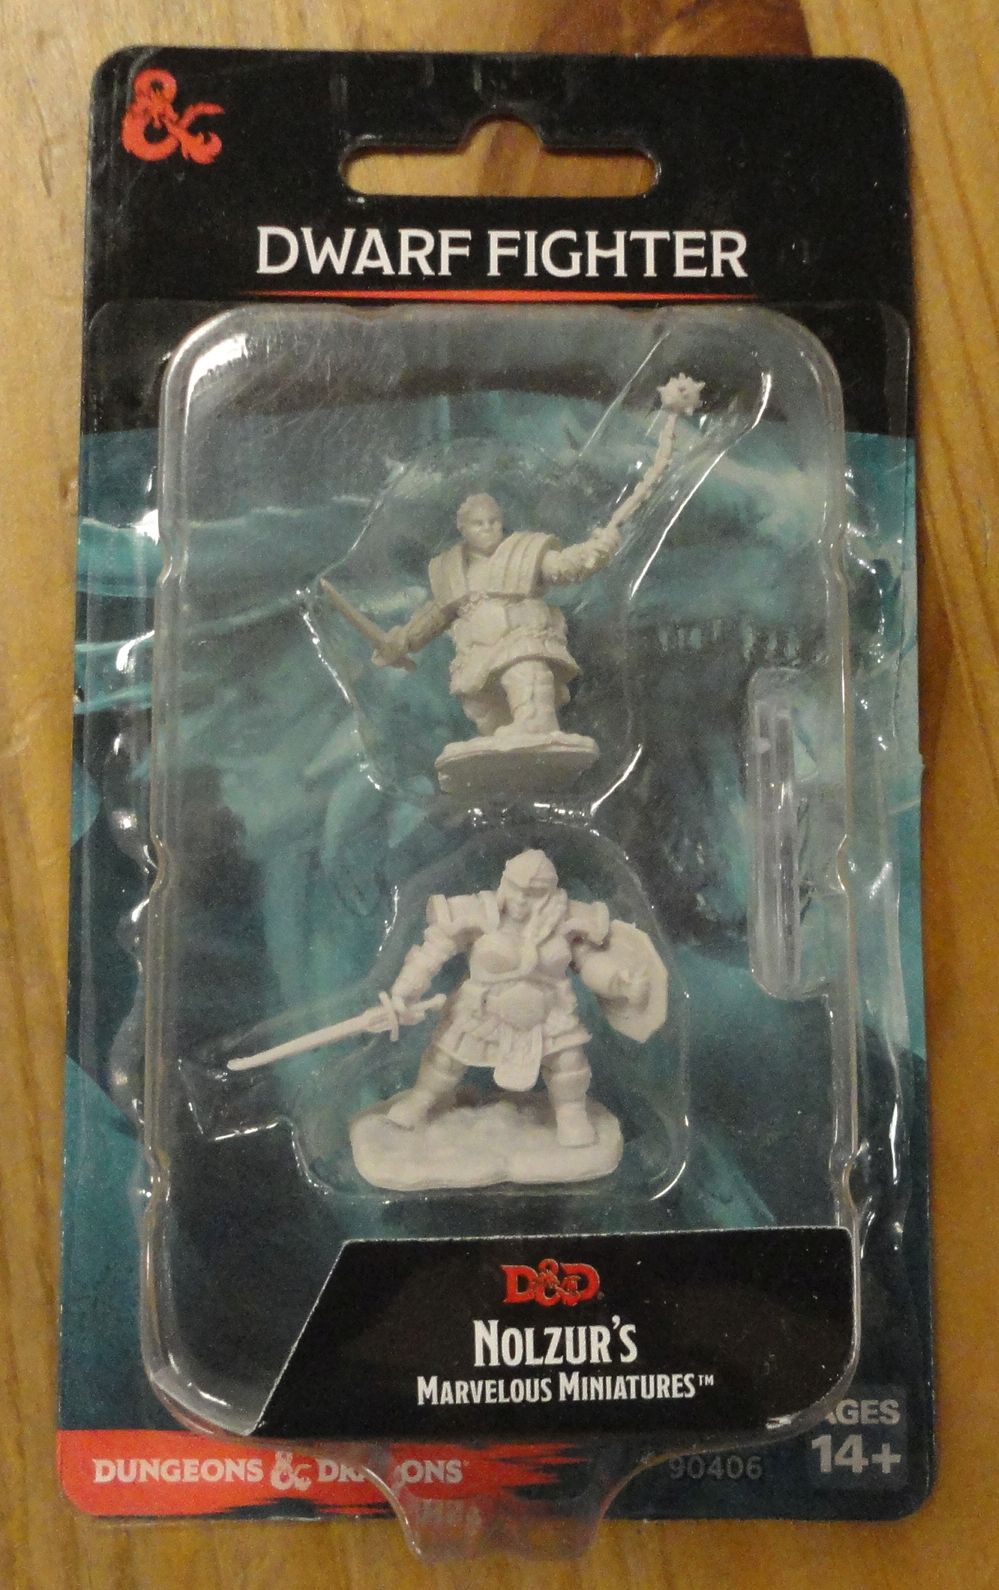 &
DWARF FIGHTER
D&D
NOLZUR'S
MARVELOUS MINIATURES™
AGES
14+
DUNGEONS & DRAGONS
90406